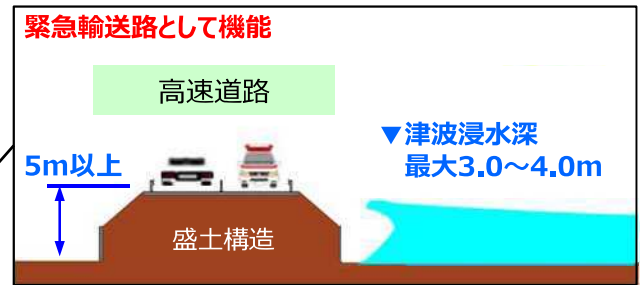 緊急輸送路として機能
高速道路
▼津波浸水深
最大3.0～4.0m
5m以上
盛土構造